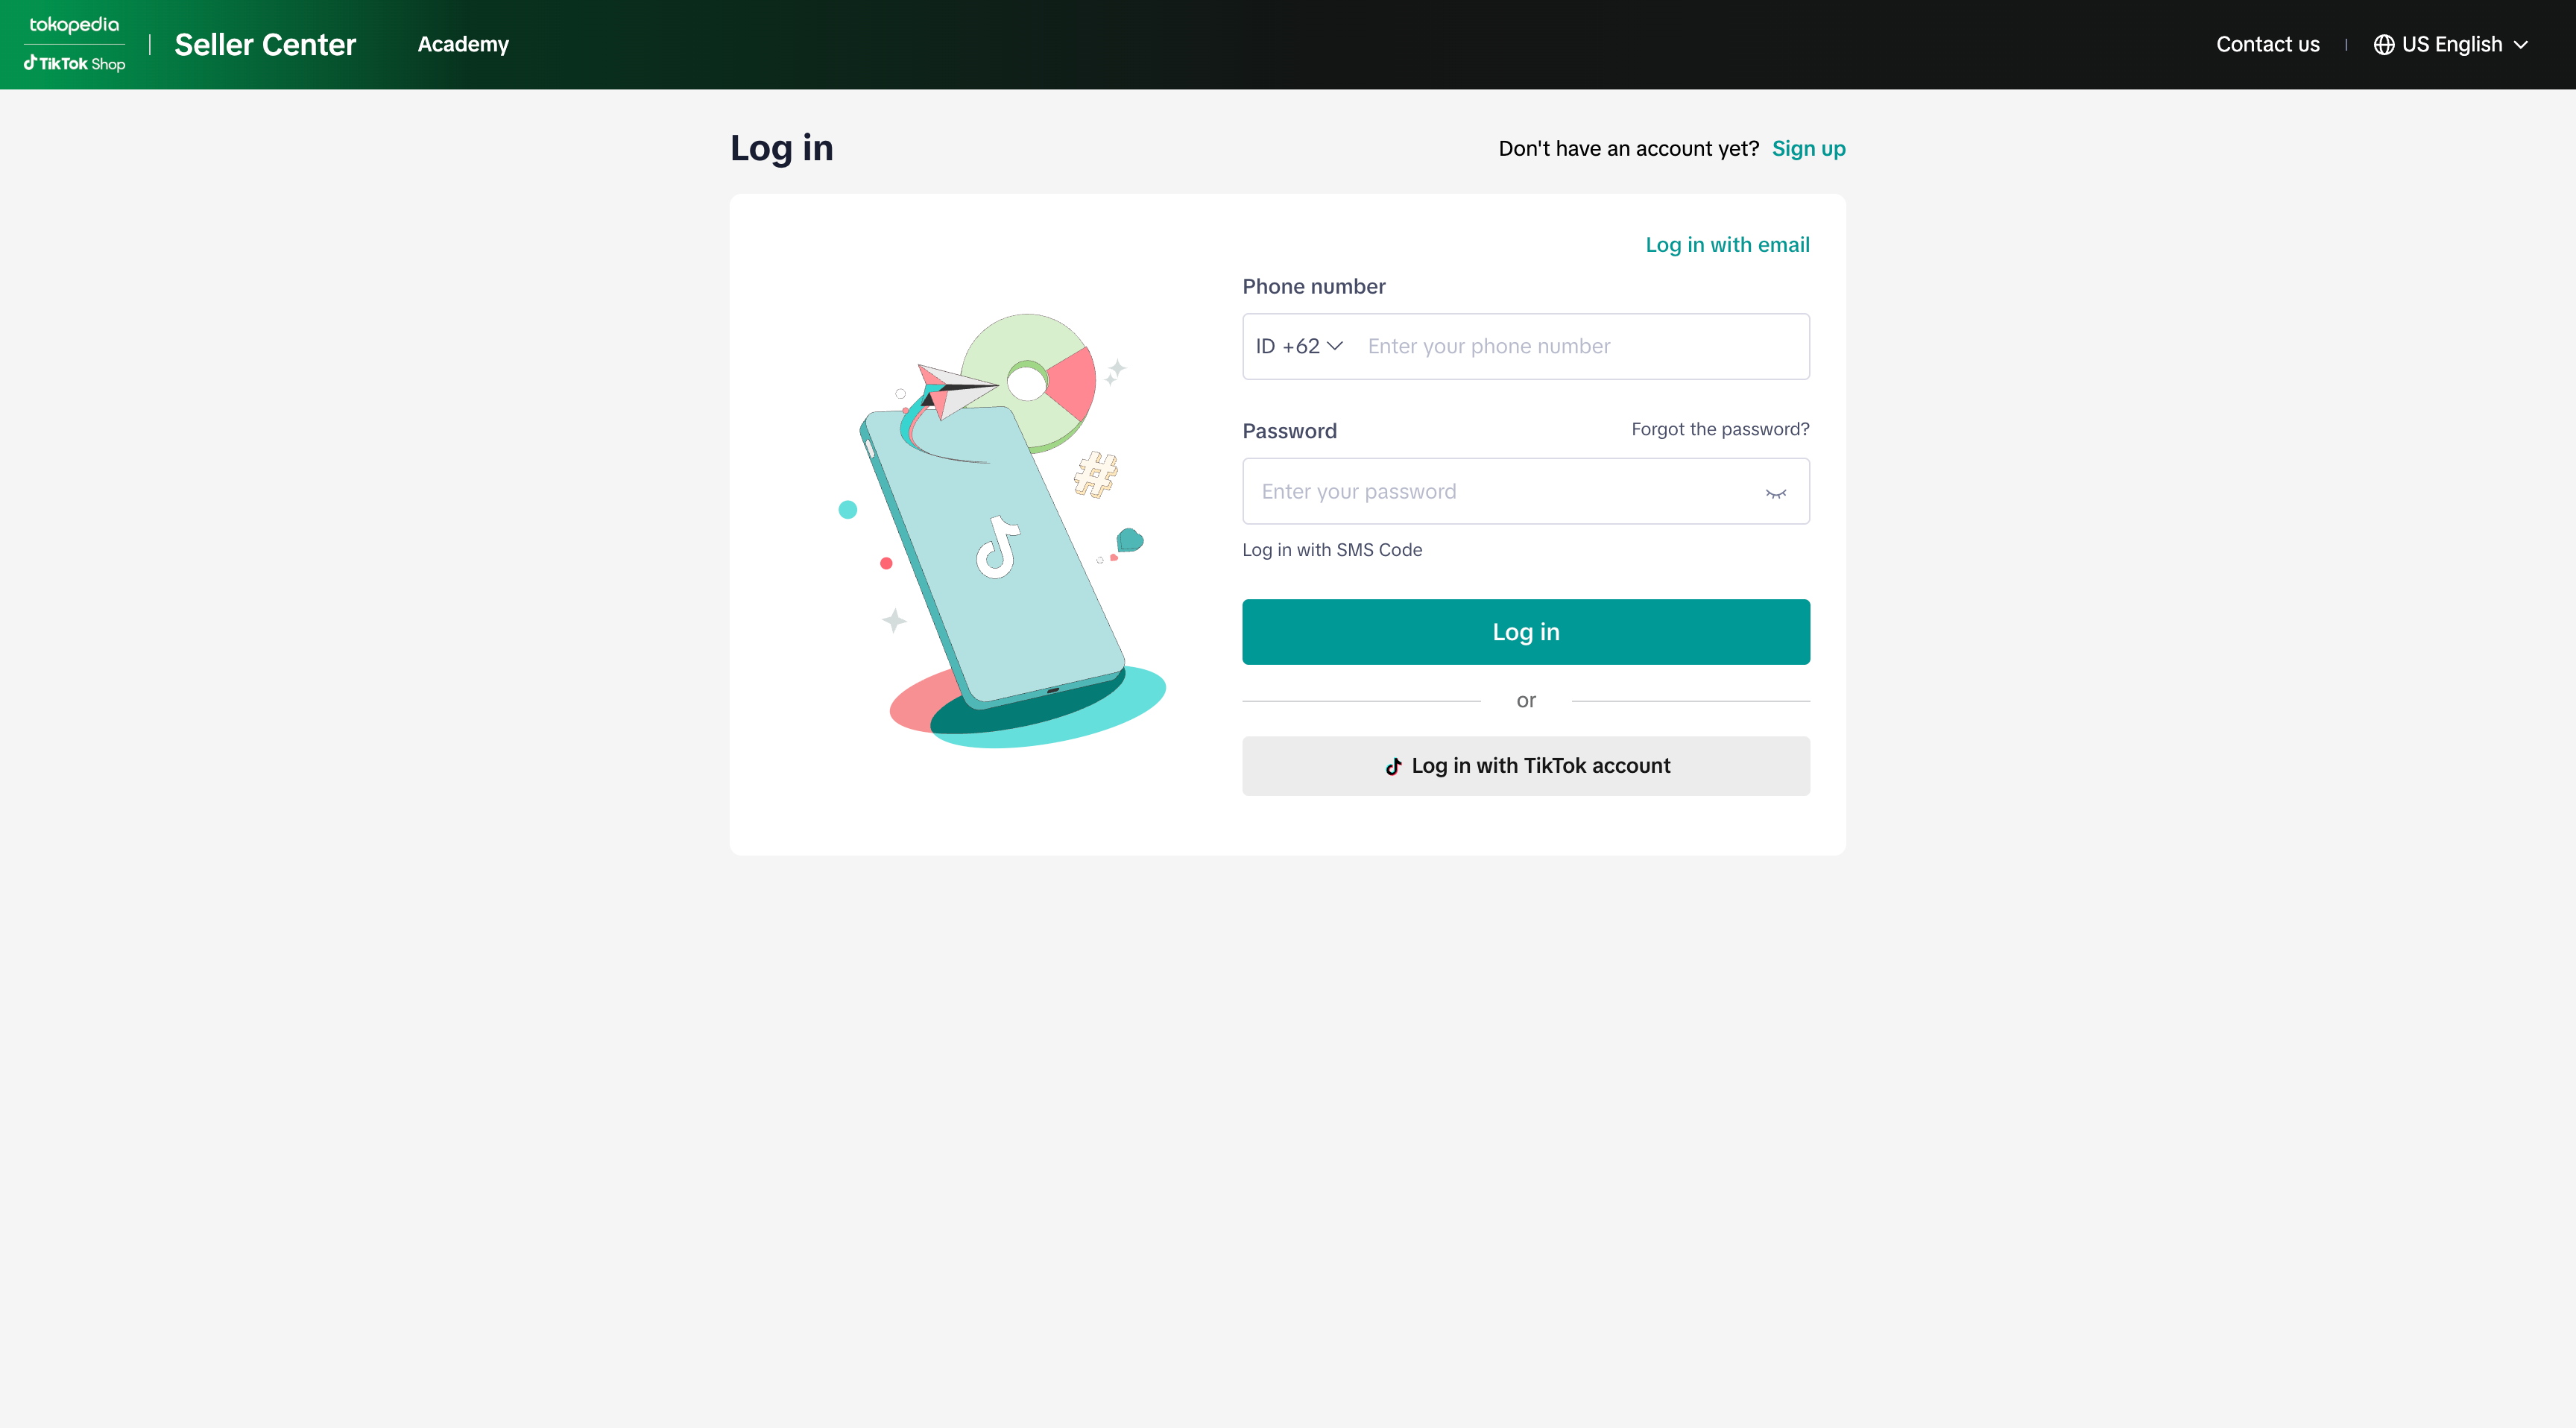 tokopedia
TikTok Shop
Seller Center
Academy
Contact us
US English
Log in
Don't have an account yet? Sign up
Log in with email
Phone number
ID +62
Enter your phone number
Password
Forgot the password?
Enter your password
Log in with SMS Code
Log in
or
Log in with TikTok account